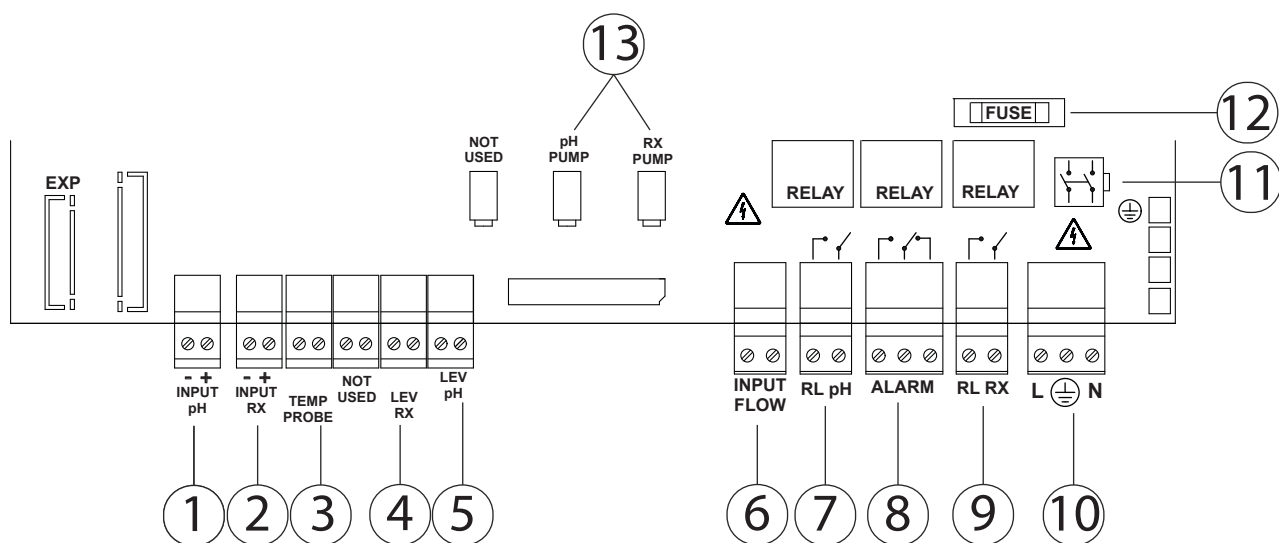 13
FUSE
12
NOT
USED
pH
PUMP
RX
PUMP
EXP
RELAY
RELAY
RELAY
11
- +
INPUT
pH
- +
INPUT
RX
TEMP
PROBE
NOT
USED
LEV
RX
LEV
pH
INPUT
FLOW
RL pH
ALARM
RL RX
L N
1
2
3
4
5
6
7
8
9
10